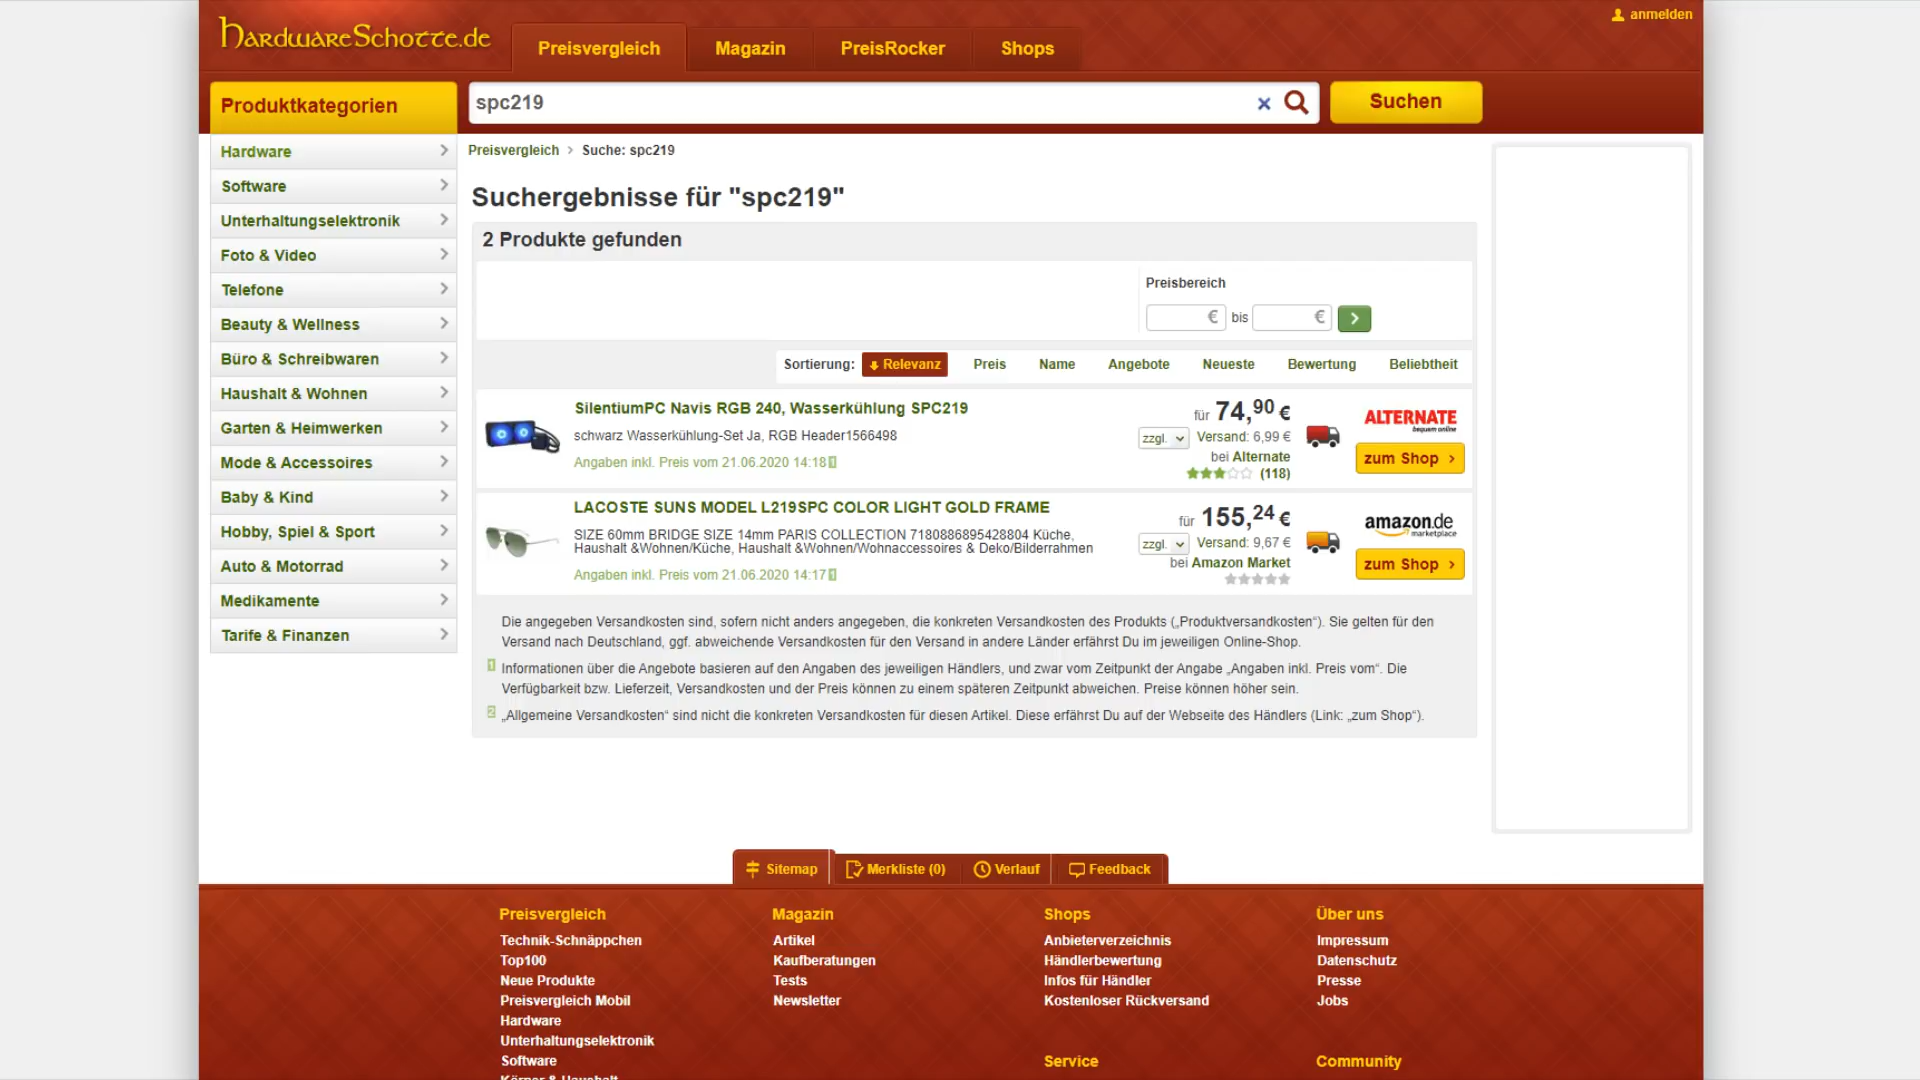 HardwareSchotte.de
Preisvergleich
Magazin
PreisRocker
Shops
anmelden
Produktkategorien
spc219
Suchen
Hardware
Software
Unterhaltungselektronik
Foto & Video
Telefone
Beauty & Wellness
Büro & Schreibwaren
Haushalt & Wohnen
Garten & Heimwerken
Mode & Accessoires
Baby & Kind
Hobby, Spiel & Sport
Auto & Motorrad
Medikamente
Tarife & Finanzen
Preisvergleich > Suche: spc219
Suchergebnisse für "spc219"
2 Produkte gefunden
Preisbereich
€ bis €
Sortierung: Relevanz Preis Name Angebote Neueste Bewertung Beliebtheit
SilentiumPC Navis RGB 240, Wasserkühlung SPC219
schwarz Wasserkühlung-Set Ja, RGB Header1566498
Angaben inkl. Preis vom 21.06.2020 14:18 1
für 74,90 €
zzgl. Versand: 6,99 €
bei Alternate
(118)
ALTERNATE
bequem online
zum Shop
LACOSTE SUNS MODEL L219SPC COLOR LIGHT GOLD FRAME
SIZE 60mm BRIDGE SIZE 14mm PARIS COLLECTION 7180886895428804 Küche,
Haushalt &Wohnen/Küche, Haushalt &Wohnen/Wohnaccessoires & Deko/Bilderrahmen
Angaben inkl. Preis vom 21.06.2020 14:17 1
für 155,24 €
zzgl. Versand: 9,67 €
bei Amazon Market
amazon.de
marketplace
zum Shop
Die angegeben Versandkosten sind, sofern nicht anders angegeben, die konkreten Versandkosten des Produkts („Produktversandkosten“). Sie gelten für den
Versand nach Deutschland, ggf. abweichende Versandkosten für den Versand in andere Länder erfährst Du im jeweiligen Online-Shop.
1 Informationen über die Angebote basieren auf den Angaben des jeweiligen Händlers, und zwar vom Zeitpunkt der Angabe „Angaben inkl. Preis vom“. Die
Verfügbarkeit bzw. Lieferzeit, Versandkosten und der Preis können zu einem späteren Zeitpunkt abweichen. Preise können höher sein.
2 „Allgemeine Versandkosten“ sind nicht die konkreten Versandkosten für diesen Artikel. Diese erfährst Du auf der Webseite des Händlers (Link: „zum Shop“).
Sitemap
Merkliste (0)
Verlauf
Feedback
Preisvergleich
Technik-Schnäppchen
Top100
Neue Produkte
Preisvergleich Mobil
Hardware
Unterhaltungselektronik
Software
Körper & Haushalt
Magazin
Artikel
Kaufberatungen
Tests
Newsletter
Shops
Anbieterverzeichnis
Händlerbewertung
Infos für Händler
Kostenloser Rückversand
Service
Über uns
Impressum
Datenschutz
Presse
Jobs
Community